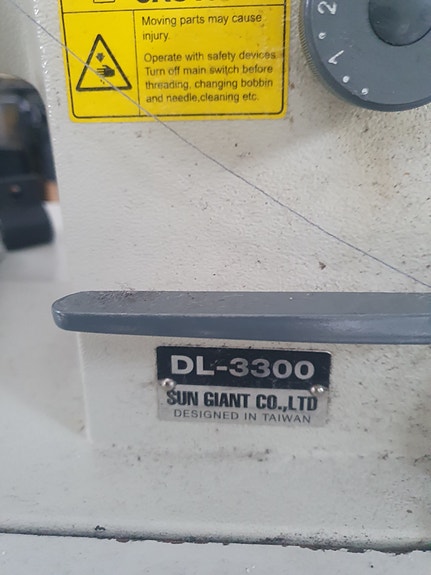 Moving parts may cause
injury.
Operate with safety devices.
Turn off main switch before
threading, changing bobbin
and needle,cleaning etc.
2
1
DL-3300
SUN GIANT CO.,LTD
DESIGNED IN TAIWAN